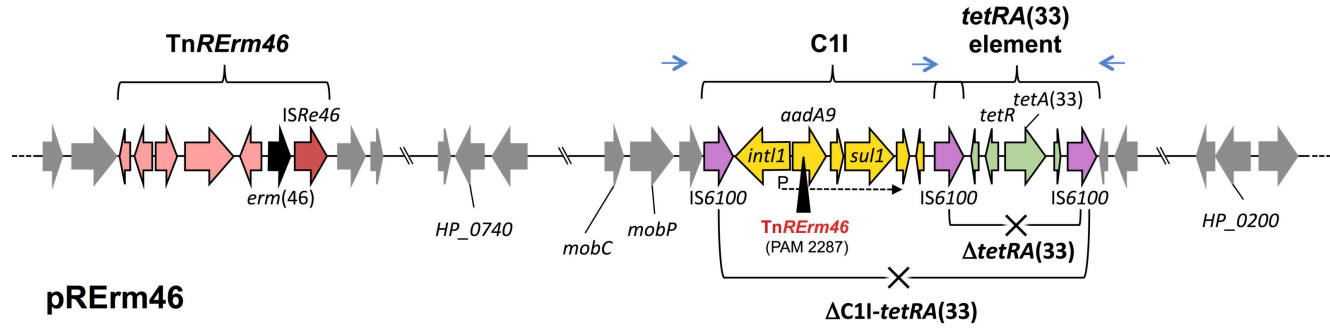 tetRA(33)
element
TnRErm46
C1I
ISRe46
aadA9
tetR
tetA(33)
intI1
sul1
P
erm(46)
IS6100
IS6100
IS6100
HP_0740
mobC
mobP
TnRErm46
(PAM 2287)
HP_0200
ΔtetRA(33)
ΔC1I-tetRA(33)
pRErm46